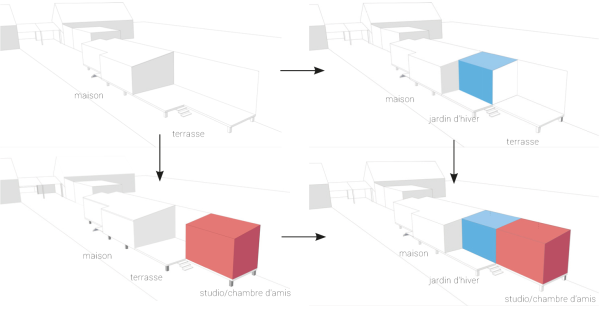 maison
terrasse
maison
jardin d'hiver
terrasse
maison
terrasse
studio/chambre d'amis
maison
jardin d'hiver
studio/chambre d'amis